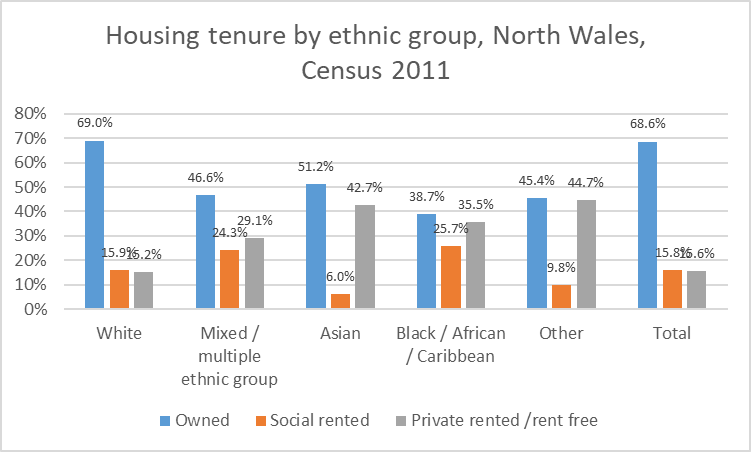 Housing tenure by ethnic group, North Wales,
Census 2011
80%
70%
60%
50%
40%
30%
20%
10%
0%
69.0%
15.9%
15.2%
46.6%
24.3%
29.1%
51.2%
6.0%
42.7%
38.7%
25.7%
35.5%
45.4%
9.8%
44.7%
68.6%
15.8%
15.6%
White
Mixed /
multiple
ethnic group
Asian
Black / African
/ Caribbean
Other
Total
Owned
Social rented
Private rented /rent free